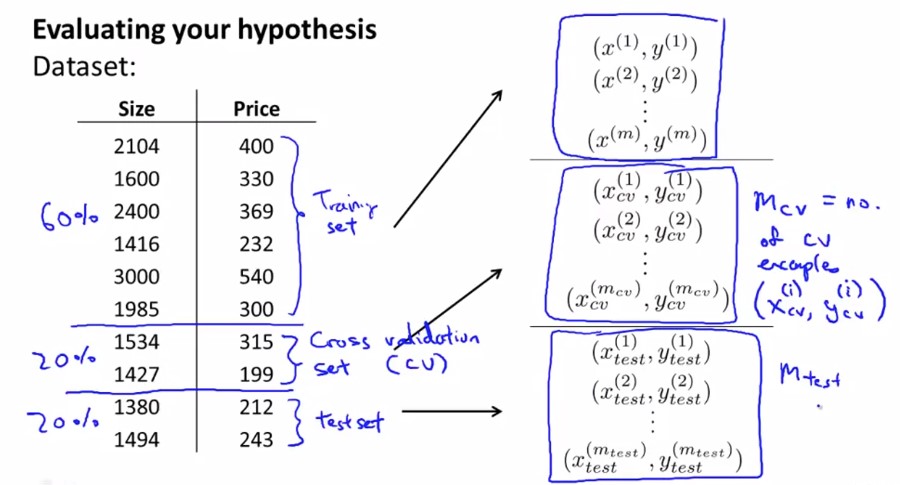 Evaluating your hypothesis
Dataset:
Size Price
2104 400
1600 330
2400 369
1416 232
3000 540
1985 300
1534 315
1427 199
1380 212
1494 243
60%
20%
20%
Training
set
Cross validation
set (CV)
test set
(x^{(1)}, y^{(1)})
(x^{(2)}, y^{(2)})
⋮
(x^{(m)}, y^{(m)})
(x_{cv}^{(1)}, y_{cv}^{(1)})
(x_{cv}^{(2)}, y_{cv}^{(2)})
⋮
(x_{cv}^{(m_{cv})}, y_{cv}^{(m_{cv})})
(x_{test}^{(1)}, y_{test}^{(1)})
(x_{test}^{(2)}, y_{test}^{(2)})
⋮
(x_{test}^{(m_{test})}, y_{test}^{(m_{test})})
m_{cv} = no.
of cv
examples
(x_{cv}^{(i)}, y_{cv}^{(i)})
m_{test}